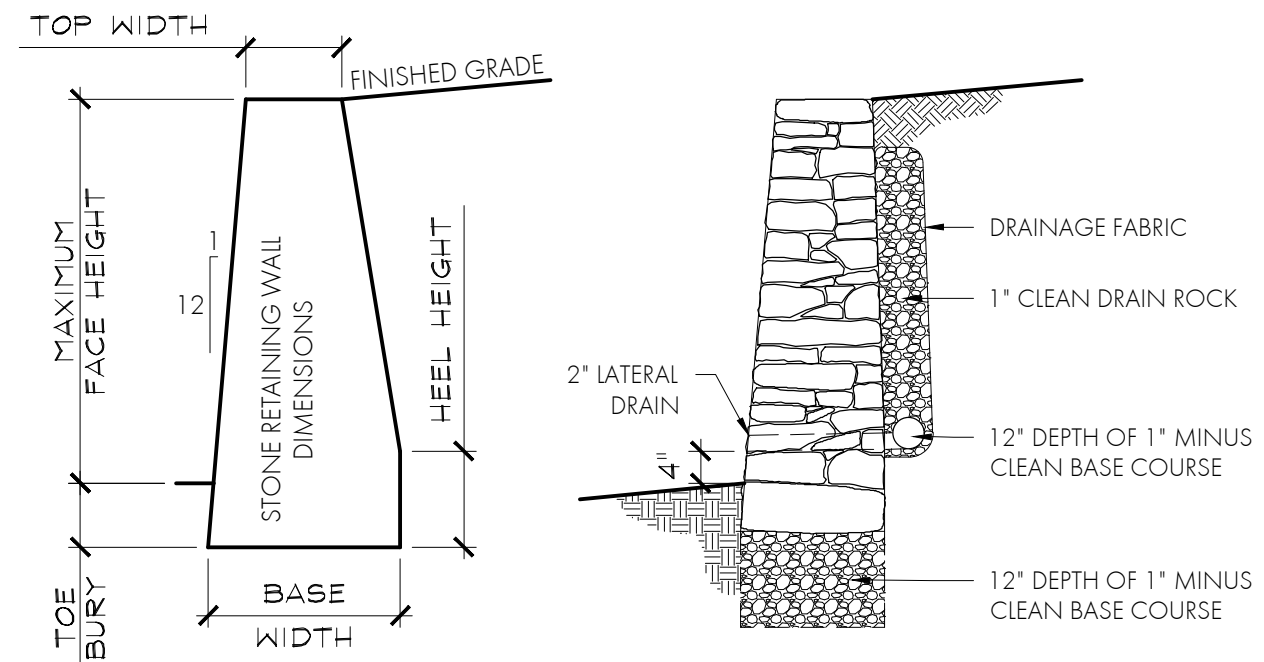 TOP WIDTH
FINISHED GRADE
MAXIMUM
FACE HEIGHT
1
12
STONE RETAINING WALL
DIMENSIONS
HEEL HEIGHT
TOE
BURY
BASE
WIDTH
DRAINAGE FABRIC
1" CLEAN DRAIN ROCK
2" LATERAL
DRAIN
4"
12" DEPTH OF 1" MINUS
CLEAN BASE COURSE
12" DEPTH OF 1" MINUS
CLEAN BASE COURSE